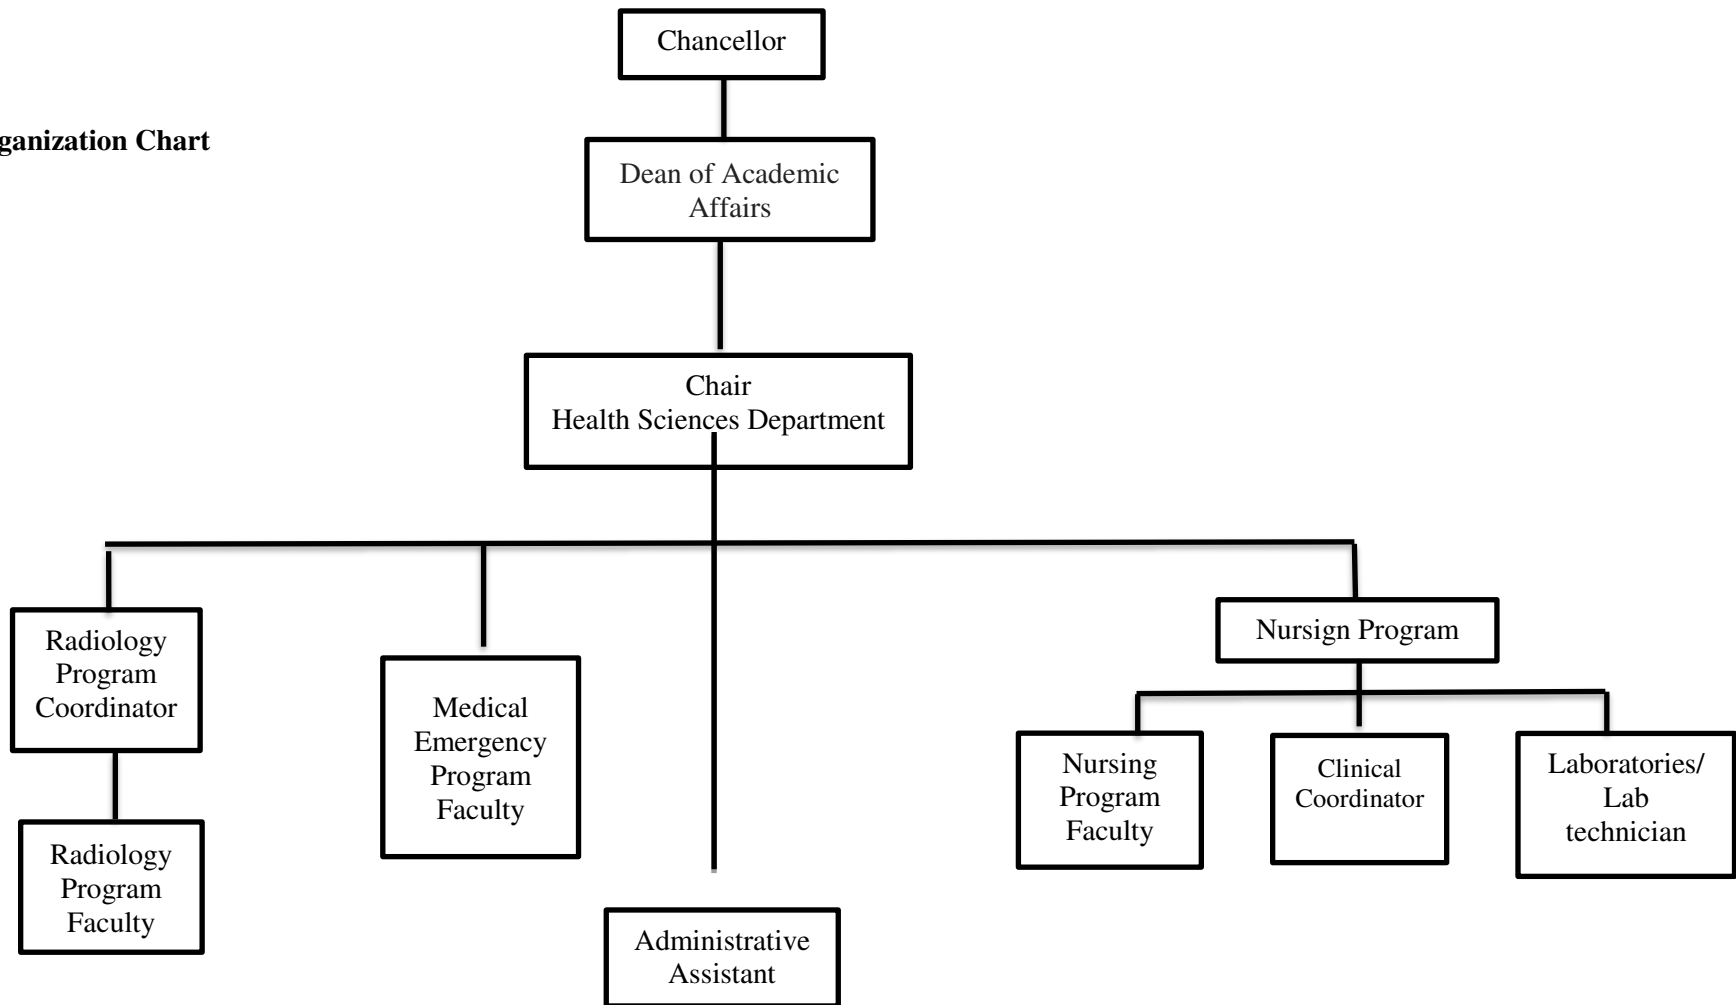 Chancellor
ganization Chart
Dean of Academic
Affairs
Chair
Health Sciences Department
Radiology
Program
Coordinator
Medical
Emergency
Program
Faculty
Nursign Program
Nursing
Program
Faculty
Clinical
Coordinator
Laboratories/
Lab
technician
Radiology
Program
Faculty
Administrative
Assistant